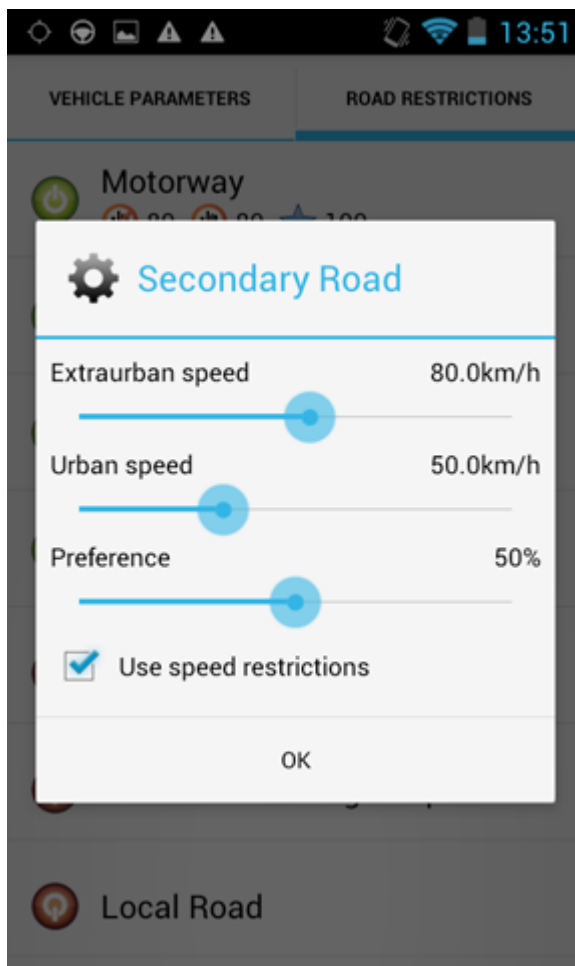 13:51
VEHICLE PARAMETERS
ROAD RESTRICTIONS
Motorway
Secondary Road
Extraurban speed 80.0km/h
Urban speed 50.0km/h
Preference 50%
Use speed restrictions
OK
Local Road